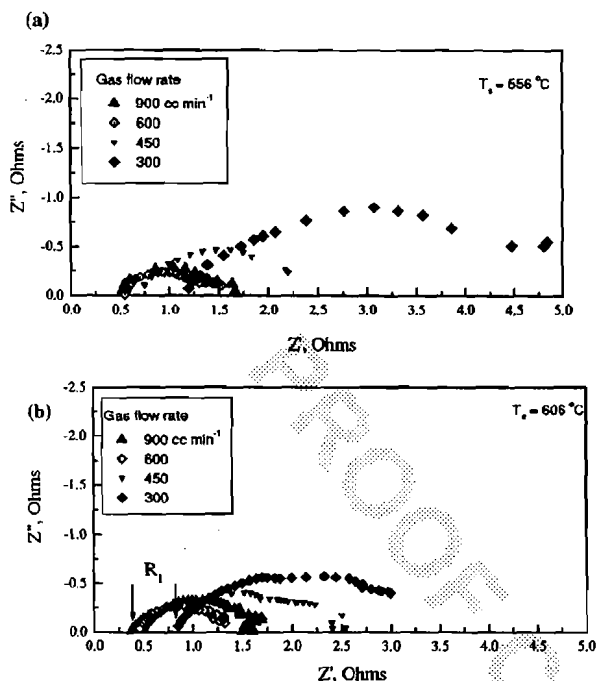 (a)
-2.5
-2.0
-1.5
-1.0
-0.5
0.0
Z", Ohms
Gas flow rate
900 cc min⁻¹
600
450
300
Tₛ = 556 °C
0.0 0.5 1.0 1.5 2.0 2.5 3.0 3.5 4.0 4.5 5.0
Z', Ohms
(b)
-2.5
-2.0
-1.5
-1.0
-0.5
0.0
Z", Ohms
Gas flow rate
900 cc min⁻¹
600
450
300
Tₛ = 606 °C
R₁
0.0 0.5 1.0 1.5 2.0 2.5 3.0 3.5 4.0 4.5 5.0
Z', Ohms
PROOF